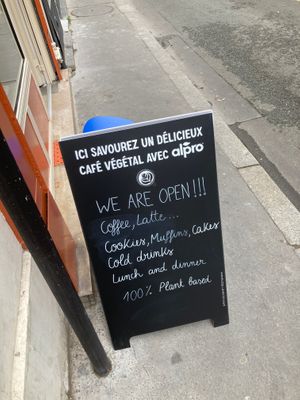 ICI SAVOUREZ UN DÉLICIEUX
CAFÉ VÉGÉTAL AVEC alpro
WE ARE OPEN!!!
Coffee, Latte...
Cookies, Muffins, Cakes
Cold drinks
Lunch and dinner
100% Plant based